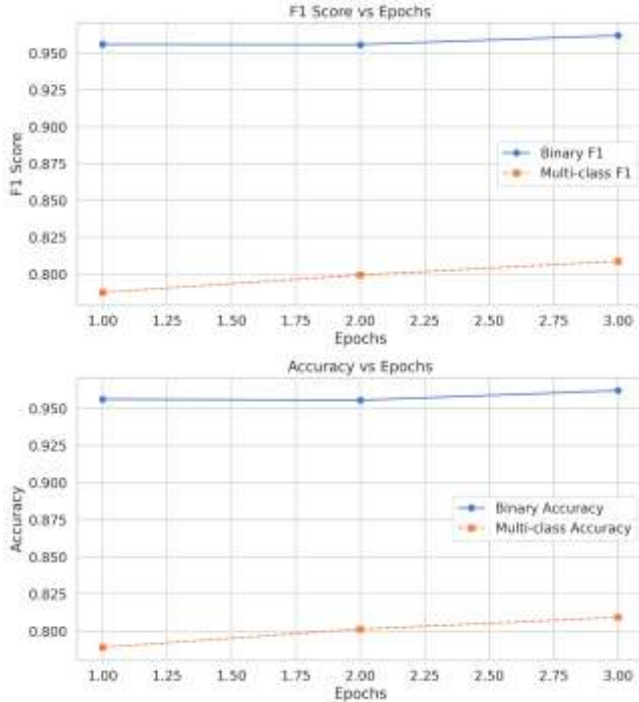 F1 Score vs Epochs
0.950
0.925
0.900
0.875
0.850
0.825
0.800
F1 Score
Binary F1
Multi-class F1
1.00 1.25 1.50 1.75 2.00 2.25 2.50 2.75 3.00
Epochs
Accuracy vs Epochs
0.950
0.925
0.900
0.875
0.850
0.825
0.800
Accuracy
Binary Accuracy
Multi-class Accuracy
1.00 1.25 1.50 1.75 2.00 2.25 2.50 2.75 3.00
Epochs